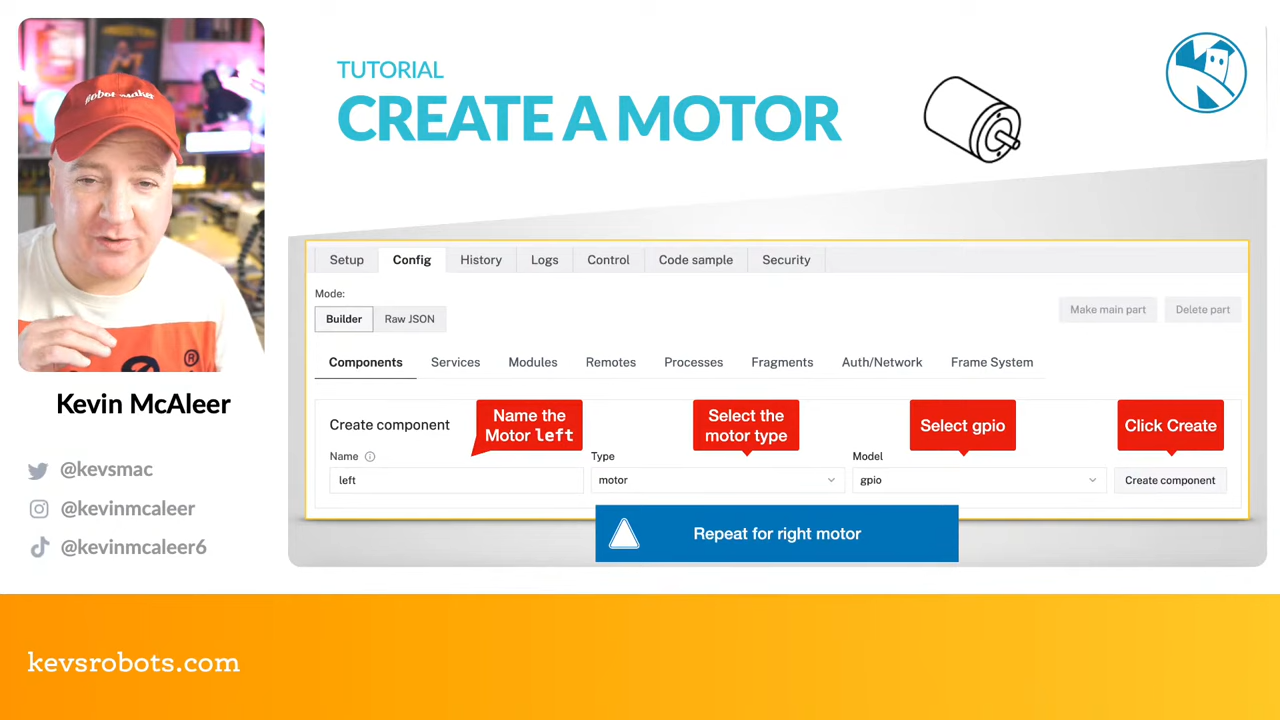 Robot maker
®
Kevin McAleer
@kevsmac
@kevinmcaleer
@kevinmcaleer6
kevsrobots.com
TUTORIAL
CREATE A MOTOR
Setup
Config
History
Logs
Control
Code sample
Security
Mode:
Builder
Raw JSON
Make main part
Delete part
Components
Services
Modules
Remotes
Processes
Fragments
Auth/Network
Frame System
Create component
Name the
Motor left
Select the
motor type
Select gpio
Click Create
Name
Type
Model
left
motor
gpio
Create component
Repeat for right motor